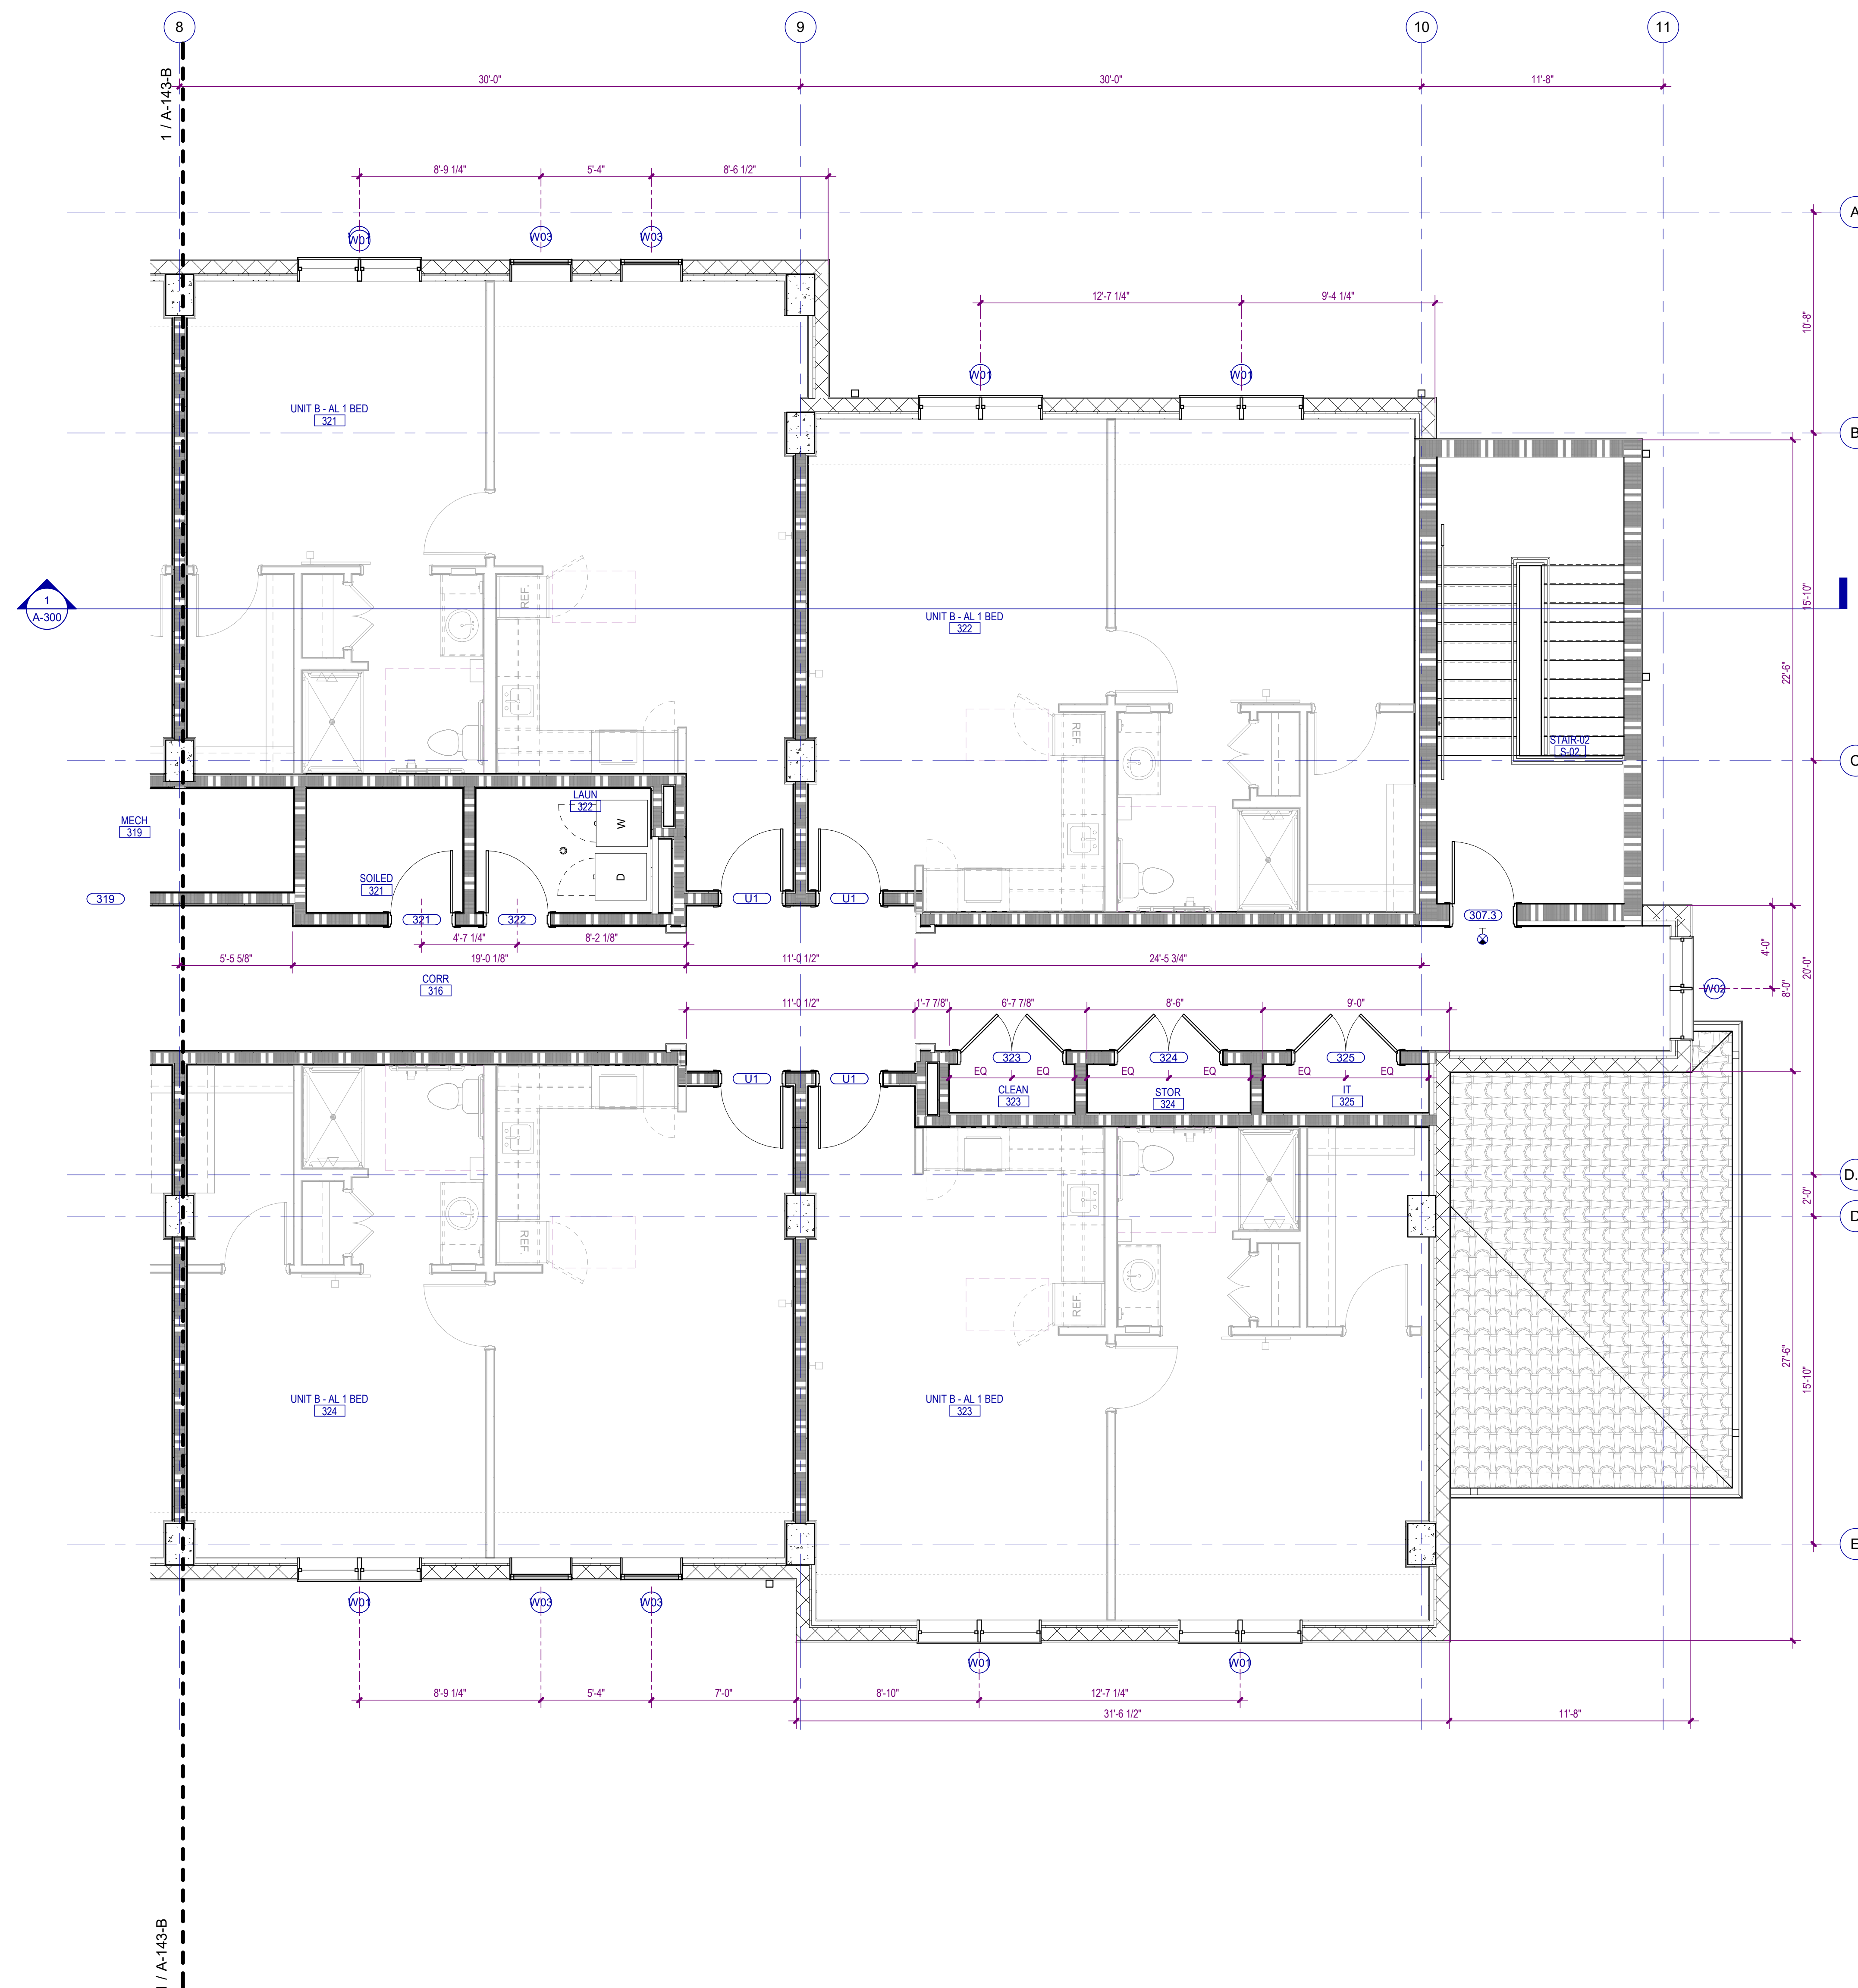 8
9
10
11
1 / A-143-B
30'-0"
30'-0"
11'-8"
8'-9 1/4"
5'-4"
8'-6 1/2"
A
W01
W03
W03
12'-7 1/4"
9'-4 1/4"
10'-8"
W01
W01
UNIT B - AL 1 BED
321
B
REF.
1
A-300
15'-10"
UNIT B - AL 1 BED
322
22'-6"
REF.
STAIR-02
S-02
C
LAUN
322
MECH
319
W
D
SOILED
321
319
321
322
U1
U1
307.3
4'-7 1/4"
8'-2 1/8"
4'-0"
5'-5 5/8"
19'-0 1/8"
11'-0 1/2"
24'-5 3/4"
20'-0"
CORR
316
8'-0"
W02
11'-0 1/2"
1'-7 7/8"
6'-7 7/8"
8'-6"
9'-0"
323
324
325
U1
U1
EQ
EQ
EQ
EQ
EQ
EQ
CLEAN
323
STOR
324
IT
325
D.
2'-0"
D
REF.
REF.
27'-6"
15'-10"
UNIT B - AL 1 BED
324
UNIT B - AL 1 BED
323
E
W01
W03
W03
W01
W01
8'-9 1/4"
5'-4"
7'-0"
8'-10"
12'-7 1/4"
31'-6 1/2"
11'-8"
1 / A-143-B